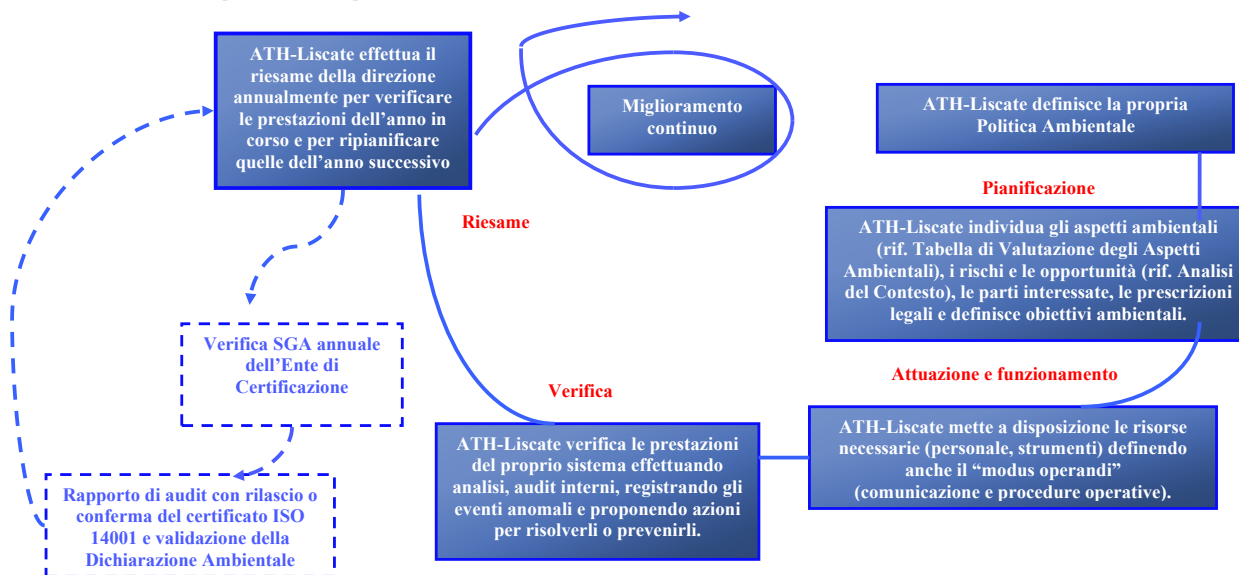 ATH-Liscate effettua il
riesame della direzione
annualmente per verificare
le prestazioni dell'anno in
corso e per ripianificare
quelle dell'anno successivo
Miglioramento
continuo
ATH-Liscate definisce la propria
Politica Ambientale
Pianificazione
Riesame
ATH-Liscate individua gli aspetti ambientali
(rif. Tabella di Valutazione degli Aspetti
Ambientali), i rischi e le opportunità (rif. Analisi
del Contesto), le parti interessate, le prescrizioni
legali e definisce obiettivi ambientali.
Verifica SGA annuale
dell'Ente di
Certificazione
Verifica
Attuazione e funzionamento
ATH-Liscate verifica le prestazioni
del proprio sistema effettuando
analisi, audit interni, registrando gli
eventi anomali e proponendo azioni
per risolverli o prevenirli.
ATH-Liscate mette a disposizione le risorse
necessarie (personale, strumenti) definendo
anche il “modus operandi”
(comunicazione e procedure operative).
Rapporto di audit con rilascio o
conferma del certificato ISO
14001 e validazione della
Dichiarazione Ambientale